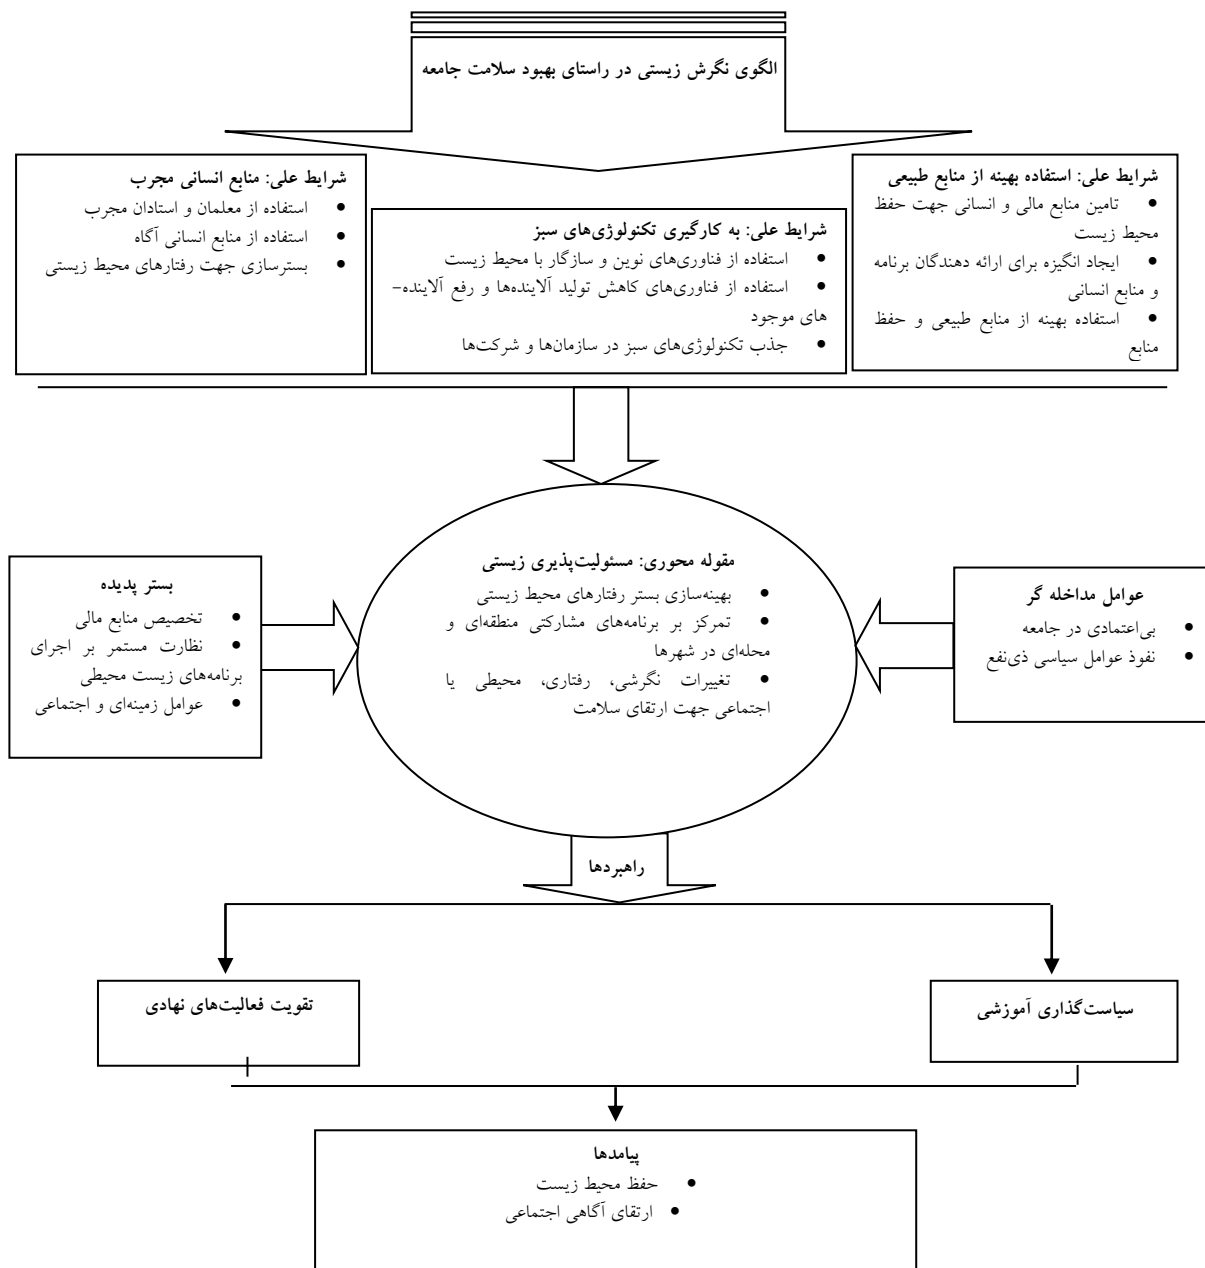 الگوی نگرش زیستی در راستای بهبود سلامت جامعه
شرایط علی: استفاده بهینه از منابع طبیعی
• تامین منابع مالی و انسانی جهت حفظ
محیط زیست
• ایجاد انگیزه برای ارائه دهندگان برنامه
و منابع انسانی
• استفاده بهینه از منابع طبیعی و حفظ
منابع
شرایط علی: به کارگیری تکنولوژی‌های سبز
• استفاده از فناوری‌های نوین و سازگار با محیط زیست
• استفاده از فناوری‌های کاهش تولید آلاینده‌ها و رفع آلاینده-
های موجود
• جذب تکنولوژی‌های سبز در سازمان‌ها و شرکت‌ها
شرایط علی: منابع انسانی مجرب
• استفاده از معلمان و استادان مجرب
• استفاده از منابع انسانی آگاه
• بسترسازی جهت رفتارهای محیط زیستی
عوامل مداخله گر
• بی‌اعتمادی در جامعه
• نفوذ عوامل سیاسی ذی‌نفع
مقوله محوری: مسئولیت‌پذیری زیستی
• بهینه‌سازی بستر رفتارهای محیط زیستی
• تمرکز بر برنامه‌های مشارکتی منطقه‌ای و
محله‌ای در شهرها
• تغییرات نگرشی، رفتاری، محیطی یا
اجتماعی جهت ارتقای سلامت
بستر پدیده
• تخصیص منابع مالی
• نظارت مستمر بر اجرای
برنامه‌های زیست محیطی
• عوامل زمینه‌ای و اجتماعی
راهبردها
سیاست‌گذاری آموزشی
تقویت فعالیت‌های نهادی
پیامدها
• حفظ محیط زیست
• ارتقای آگاهی اجتماعی